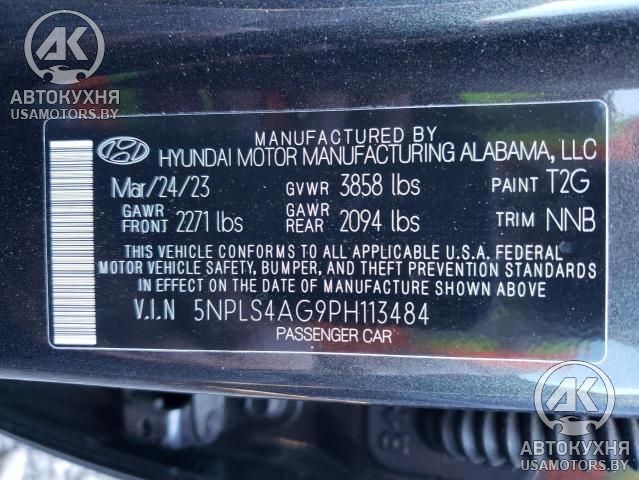 АК
АВТОКУХНЯ
USAMOTORS.BY
MANUFACTURED BY
HYUNDAI MOTOR MANUFACTURING ALABAMA, LLC
Mar/24/23 GVWR 3858 lbs PAINT T2G
GAWR FRONT 2271 lbs GAWR REAR 2094 lbs TRIM NNB
THIS VEHICLE CONFORMS TO ALL APPLICABLE U.S.A. FEDERAL
MOTOR VEHICLE SAFETY, BUMPER, AND THEFT PREVENTION STANDARDS
IN EFFECT ON THE DATE OF MANUFACTURE SHOWN ABOVE.
V.I.N 5NPLS4AG9PH113484
PASSENGER CAR
АК
АВТОКУХНЯ
USAMOTORS.BY